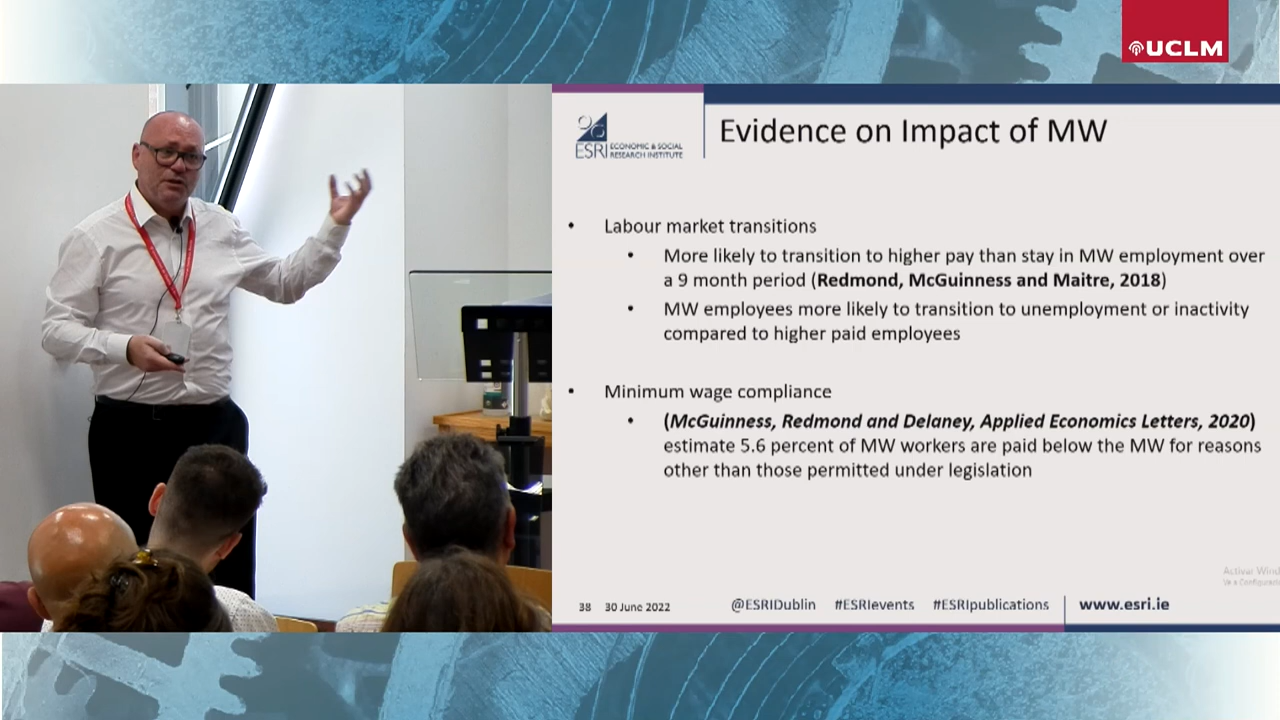 UCLM
ESRI ECONOMIC & SOCIAL
RESEARCH INSTITUTE
Evidence on Impact of MW
• Labour market transitions
• More likely to transition to higher pay than stay in MW employment over
a 9 month period (Redmond, McGuinness and Maitre, 2018)
• MW employees more likely to transition to unemployment or inactivity
compared to higher paid employees
• Minimum wage compliance
• (McGuinness, Redmond and Delaney, Applied Economics Letters, 2020)
estimate 5.6 percent of MW workers are paid below the MW for reasons
other than those permitted under legislation
Activar Wind
38 30 June 2022 @ESRIDublin #ESRIevents #ESRIpublications www.esri.ie